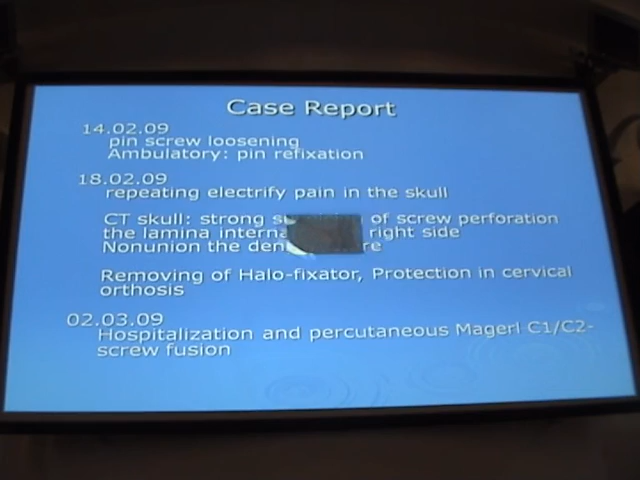 Case Report
14.02.09
pin screw loosening
Ambulatory: pin refixation
18.02.09
repeating electrify pain in the skull
CT skull: strong of screw perforation
the lamina right side
Nonunion the
Removing of Halo-fixator, Protection in cervical
orthosis
02.03.09
Hospitalization and percutaneous Magerl C1/C2-
screw fusion